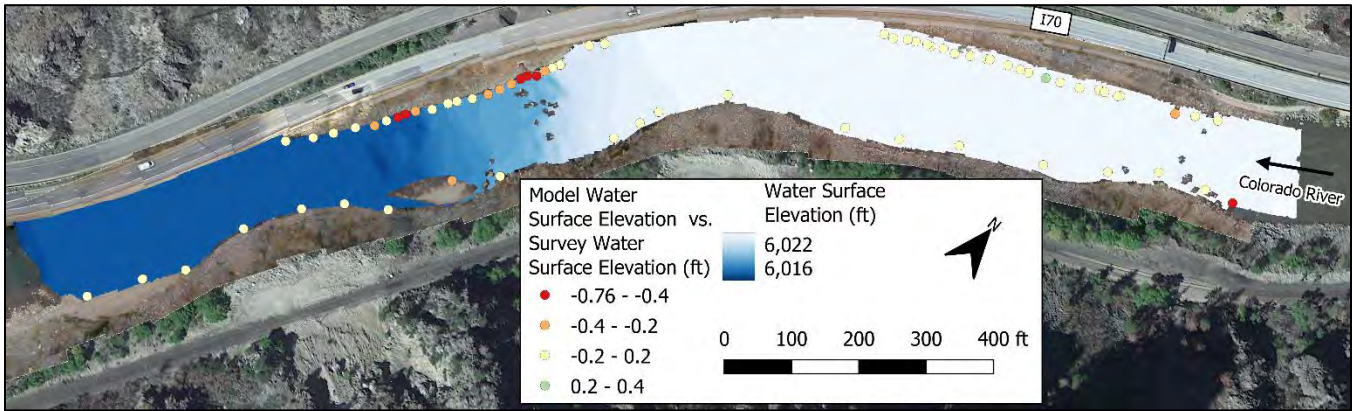 I70
Colorado River
Model Water
Surface Elevation vs.
Survey Water
Surface Elevation (ft)
-0.76 - -0.4
-0.4 - -0.2
-0.2 - 0.2
0.2 - 0.4
Water Surface
Elevation (ft)
6,022
6,016
N
0 100 200 300 400 ft